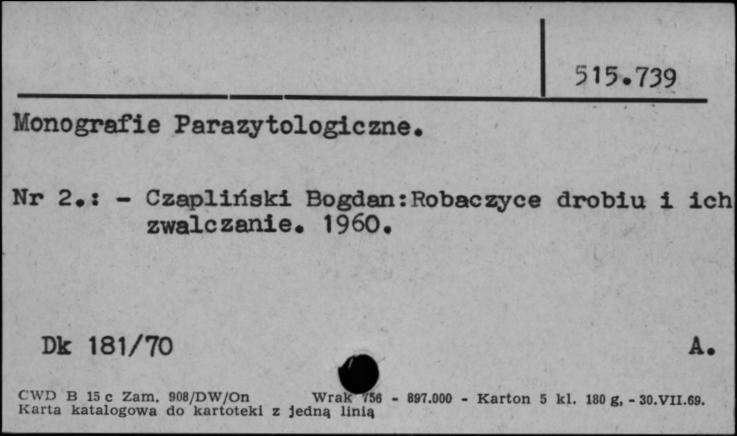 515.739
Monografie Parazytologiczne.
Nr 2.: - Czapliński Bogdan:Robaczyce drobiu i ich
zwalczanie. 1960.
Dk 181/70 A.
CWD B 15 c Zam. 908/DW/On Wrak 756 - 897.000 - Karton 5 kl. 180 g, - 30.VII.69.
Karta katalogowa do kartoteki z jedną linią